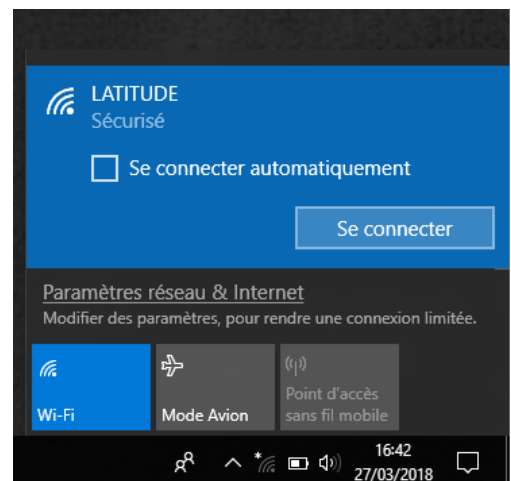 LATITUDE
Sécurisé
Se connecter automatiquement
Se connecter
Paramètres réseau & Internet
Modifier des paramètres, pour rendre une connexion limitée.
Wi-Fi
Mode Avion
Point d'accès
sans fil mobile
16:42
27/03/2018